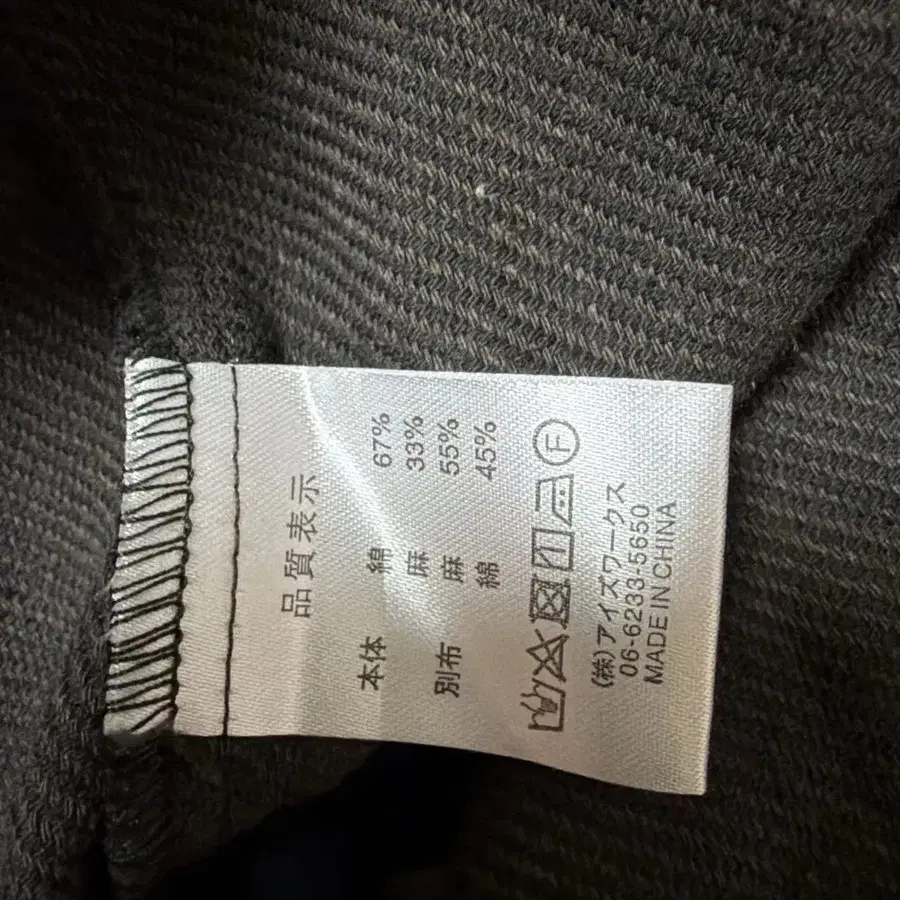 品質表示
本体 綿 67%
麻 33%
別布 麻 55%
綿 45%
F
(株)アイズワークス
06-6233-5650
MADE IN CHINA